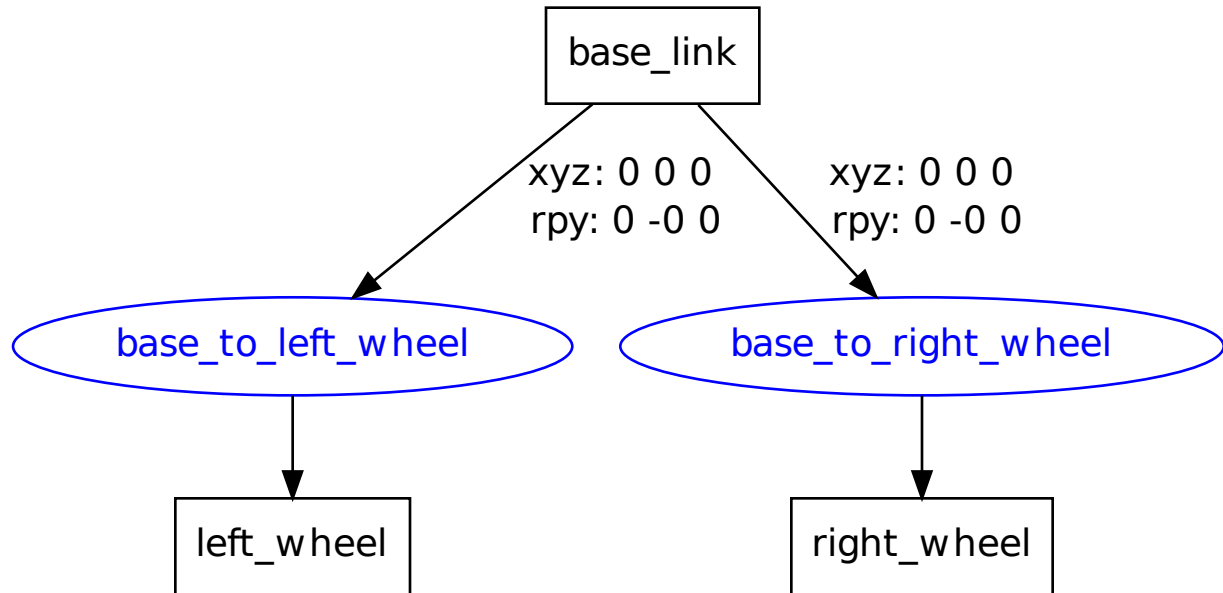 base_link
xyz: 0 0 0
rpy: 0 -0 0
xyz: 0 0 0
rpy: 0 -0 0
base_to_left_wheel
base_to_right_wheel
left_wheel
right_wheel